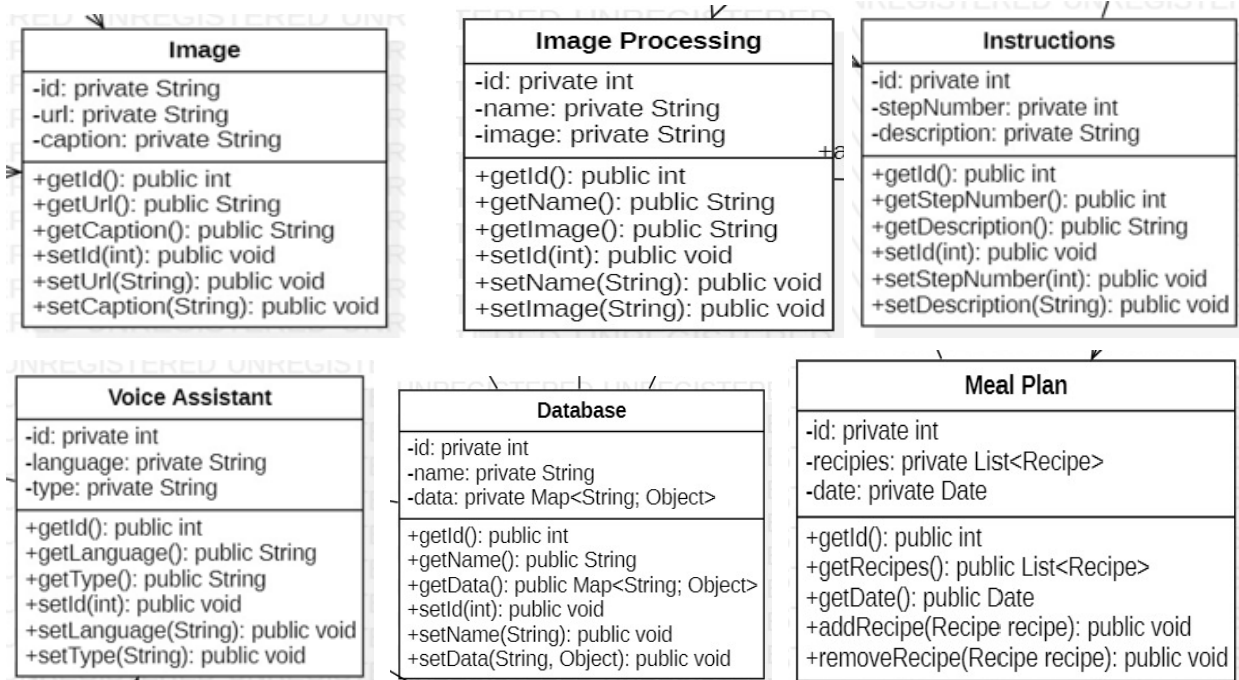 Image
-id: private String
-url: private String
-caption: private String
+getId(): public int
+getUrl(): public String
+getCaption(): public String
+setId(int): public void
+setUrl(String): public void
+setCaption(String): public void
Image Processing
-id: private int
-name: private String
-image: private String
+a
+getId(): public int
+getName(): public String
+getImage(): public String
+setId(int): public void
+setName(String): public void
+setImage(String): public void
Instructions
-id: private int
-stepNumber: private int
-description: private String
+getId(): public int
+getStepNumber(): public int
+getDescription(): public String
+setId(int): public void
+setStepNumber(int): public void
+setDescription(String): public void
Voice Assistant
-id: private int
-language: private String
-type: private String
+getId(): public int
+getLanguage(): public String
+getType(): public String
+setId(int): public void
+setLanguage(String): public void
+setType(String): public void
Database
-id: private int
-name: private String
-data: private Map<String; Object>
+getId(): public int
+getName(): public String
+getData(): public Map<String; Object>
+setId(int): public void
+setName(String): public void
+setData(String, Object): public void
Meal Plan
-id: private int
-recipies: private List<Recipe>
-date: private Date
+getId(): public int
+getRecipes(): public List<Recipe>
+getDate(): public Date
+addRecipe(Recipe recipe): public void
+removeRecipe(Recipe recipe): public void